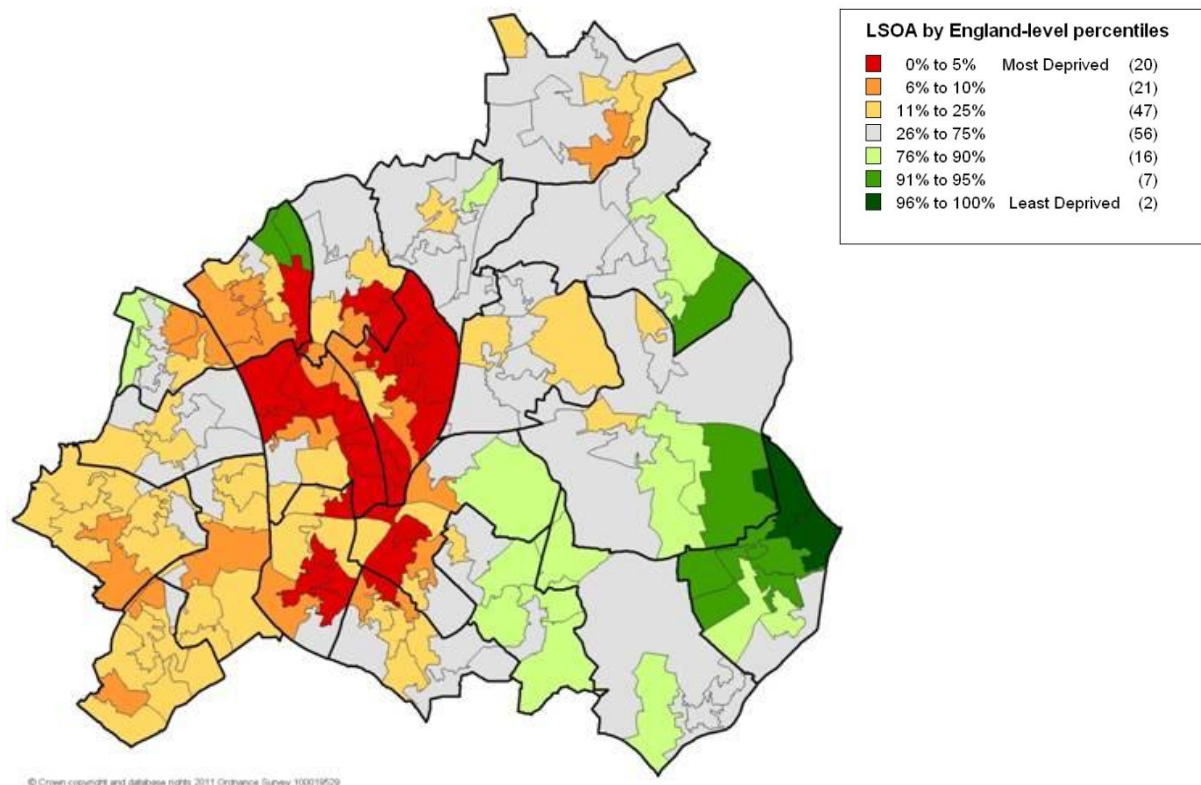 LSOA by England-level percentiles
0% to 5% Most Deprived (20)
6% to 10% (21)
11% to 25% (47)
26% to 75% (56)
76% to 90% (16)
91% to 95% (7)
96% to 100% Least Deprived (2)
© Crown copyright and database rights 2011 Ordnance Survey 100019529